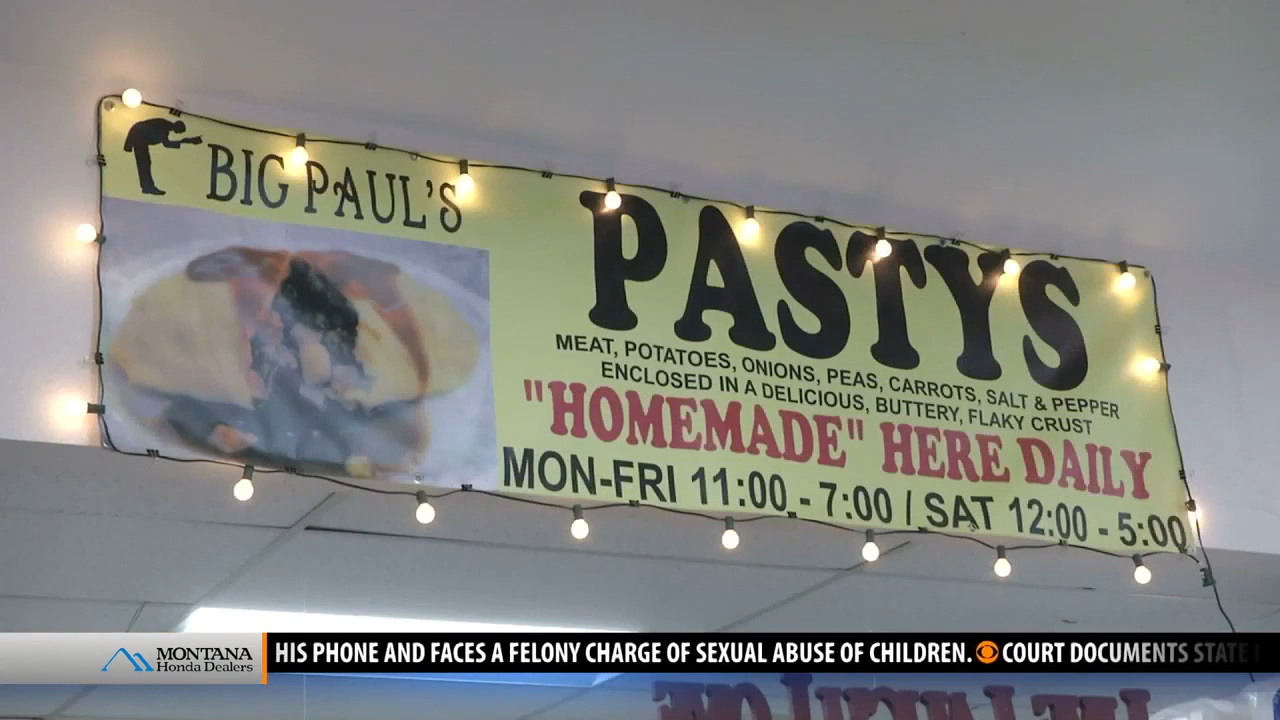 BIG PAUL'S
PASTYS
MEAT, POTATOES, ONIONS, PEAS, CARROTS, SALT & PEPPER
ENCLOSED IN A DELICIOUS, BUTTERY, FLAKY CRUST
"HOMEMADE" HERE DAILY
MON-FRI 11:00 - 7:00 / SAT 12:00 - 5:00
MONTANA
Honda Dealers
HIS PHONE AND FACES A FELONY CHARGE OF SEXUAL ABUSE OF CHILDREN. COURT DOCUMENTS STATE